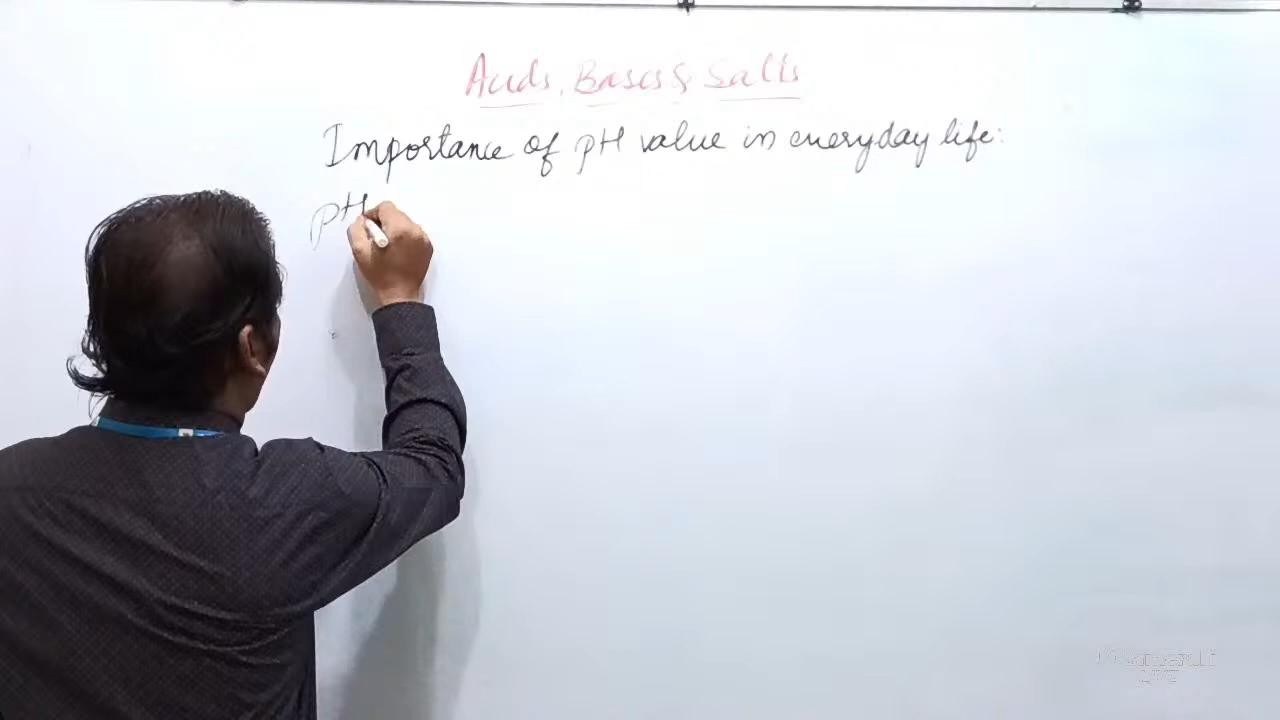 Acids, Bases & Salts
Importance of pH value in everyday life:
pH